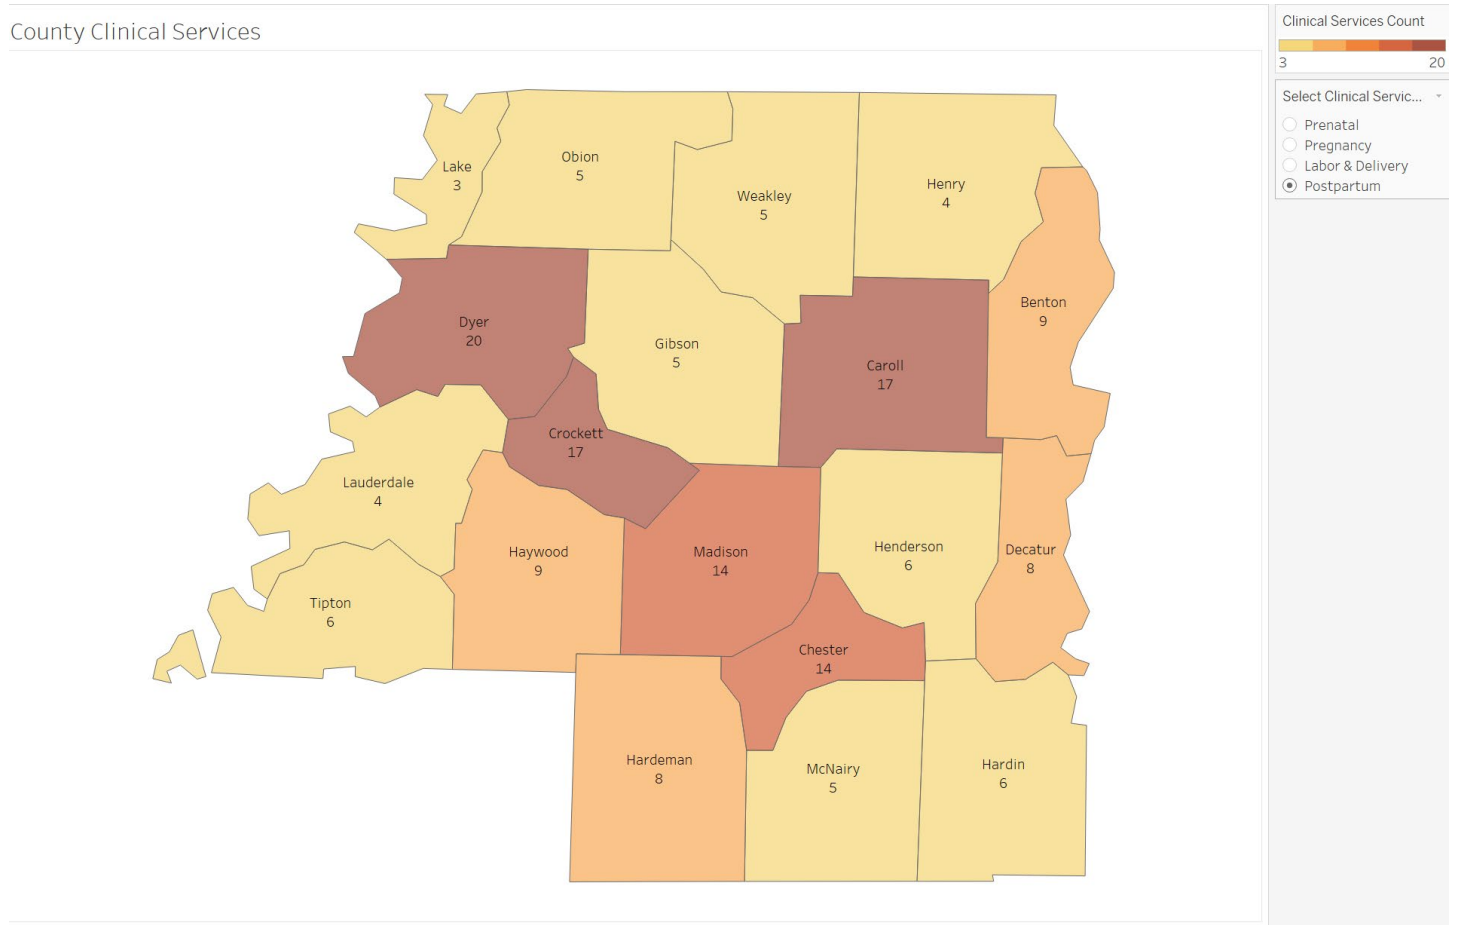 County Clinical Services
Clinical Services Count
3 20
Select Clinical Servic...
Prenatal
Pregnancy
Labor & Delivery
Postpartum
Lake
3
Obion
5
Weakley
5
Henry
4
Benton
9
Dyer
20
Gibson
5
Caroll
17
Crockett
17
Lauderdale
4
Haywood
9
Madison
14
Henderson
6
Decatur
8
Tipton
6
Chester
14
Hardeman
8
McNairy
5
Hardin
6